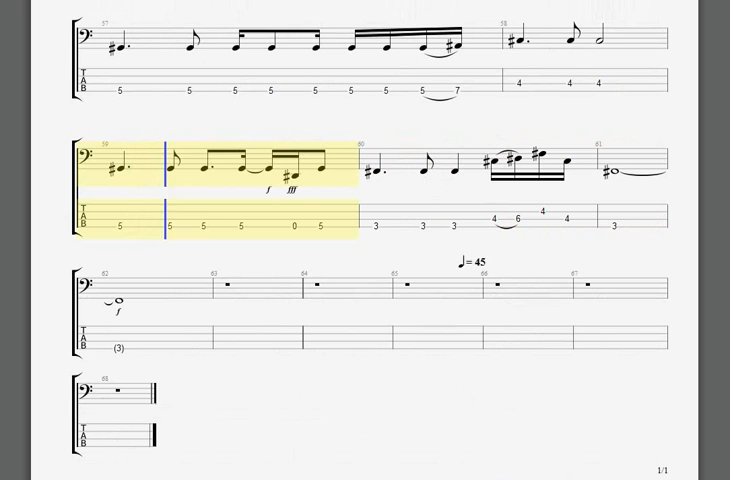 57 58
T A B 5 5 5 5 5 5 5 5 7 4 4 4
59 60 61
f fff
T A B 5 5 5 5 0 5 3 3 3 4 6 4 4 3
= 45
62 63 64 65 66 67
f
T A B (3)
68
T A B
1/1